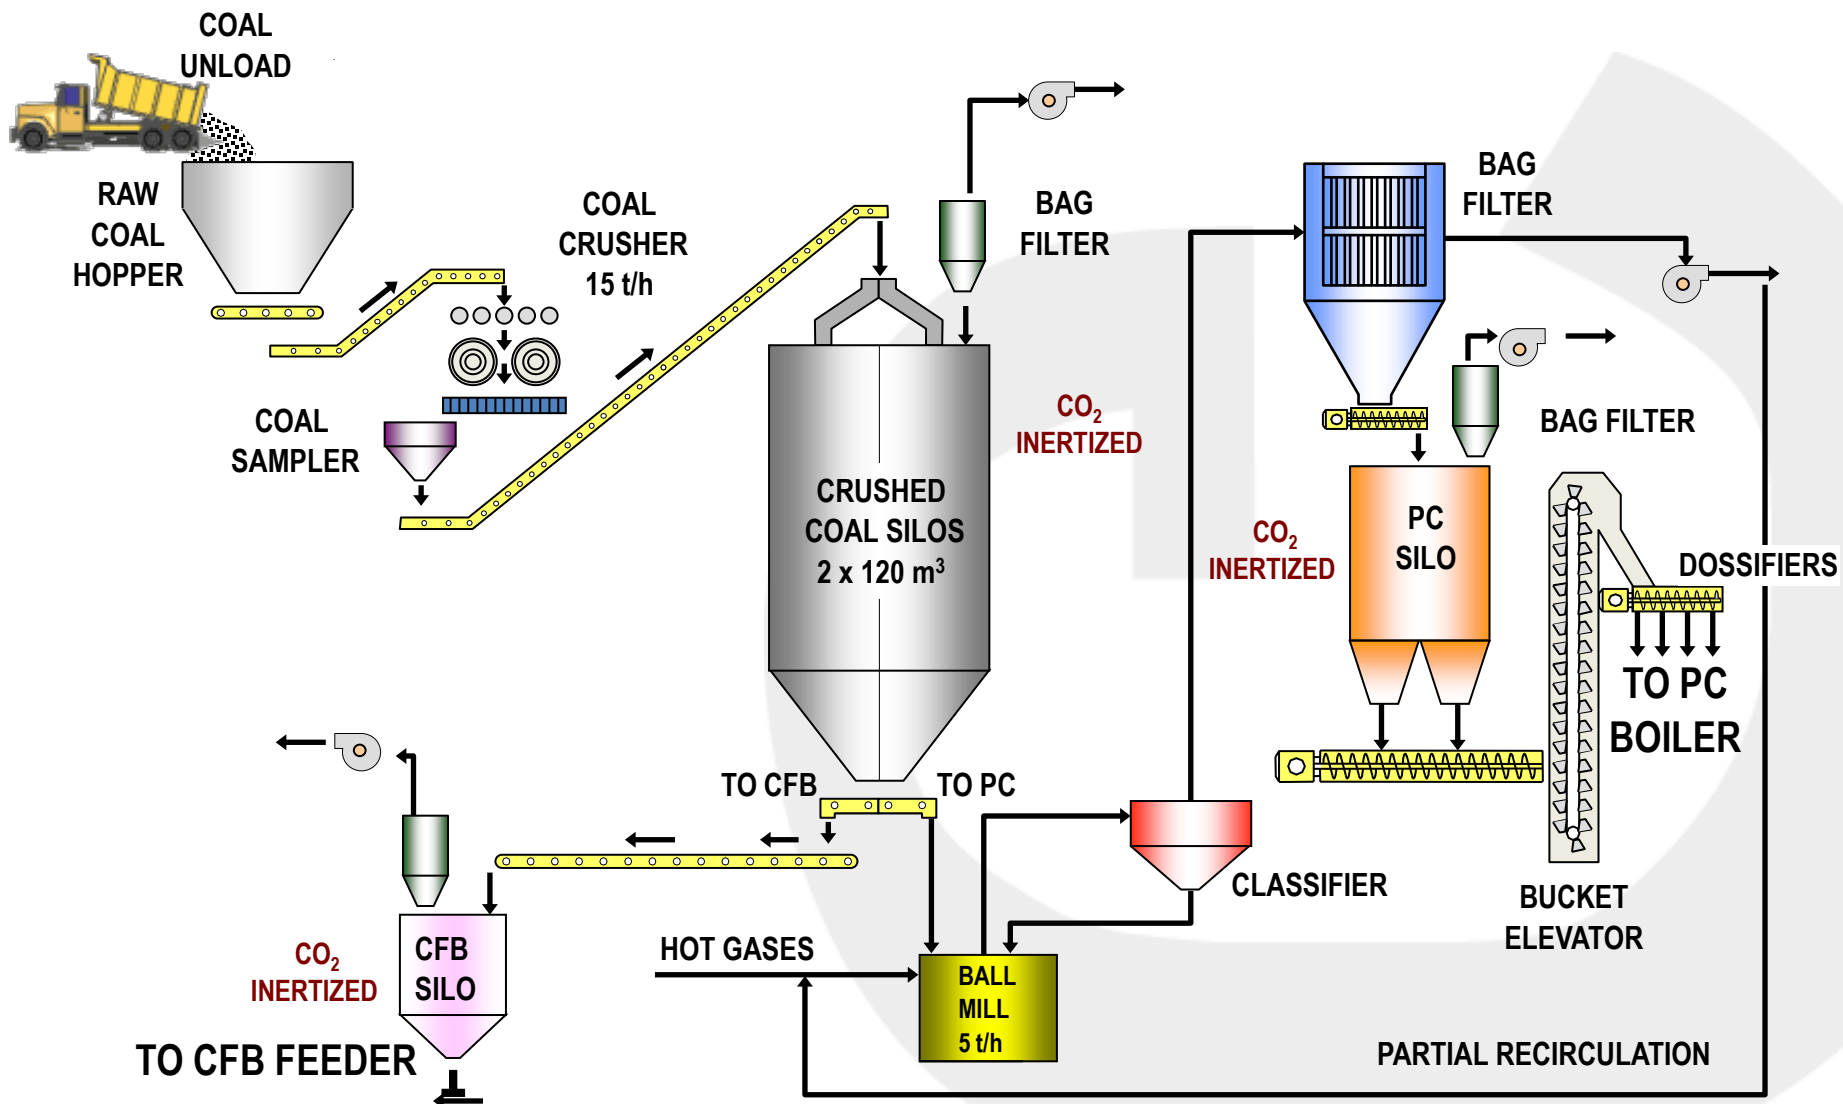 COAL
UNLOAD
RAW
COAL
HOPPER
COAL
CRUSHER
15 t/h
COAL
SAMPLER
BAG
FILTER
CO₂
INERTIZED
CRUSHED
COAL SILOS
2 x 120 m³
BAG
FILTER
BAG FILTER
CO₂
INERTIZED
PC
SILO
DOSSIFIERS
TO PC
BOILER
BUCKET
ELEVATOR
TO CFB
TO PC
CLASSIFIER
HOT GASES
BALL
MILL
5 t/h
CO₂
INERTIZED
CFB
SILO
TO CFB FEEDER
PARTIAL RECIRCULATION